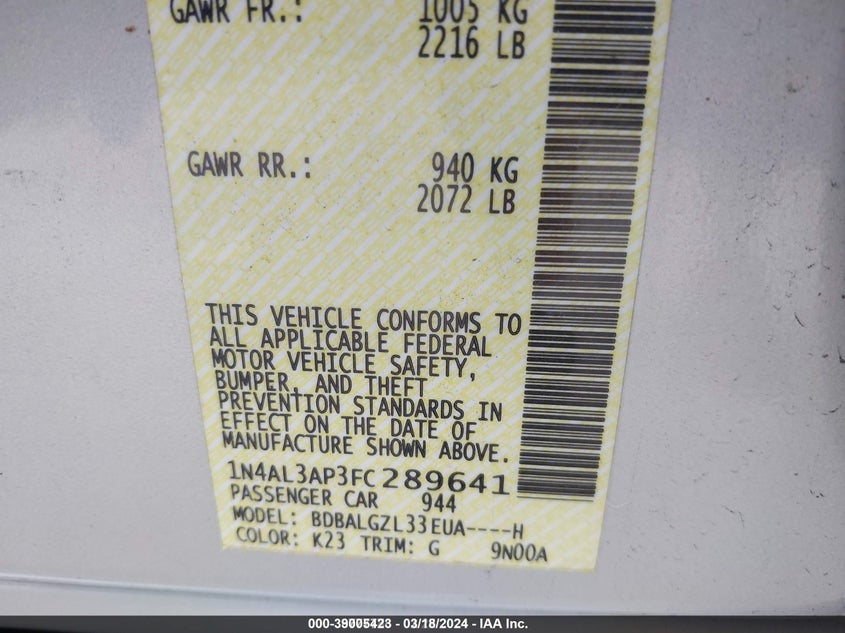 GAWR FR.: 1005 KG
2216 LB
GAWR RR.: 940 KG
2072 LB
THIS VEHICLE CONFORMS TO
ALL APPLICABLE FEDERAL
MOTOR VEHICLE SAFETY,
BUMPER, AND THEFT
PREVENTION STANDARDS IN
EFFECT ON THE DATE OF
MANUFACTURE SHOWN ABOVE.
1N4AL3AP3FC289641
PASSENGER CAR 944
MODEL: BDBALGZL33EUA----H
COLOR: K23 TRIM: G 9N00A
03/18/2024 - IAA Inc.